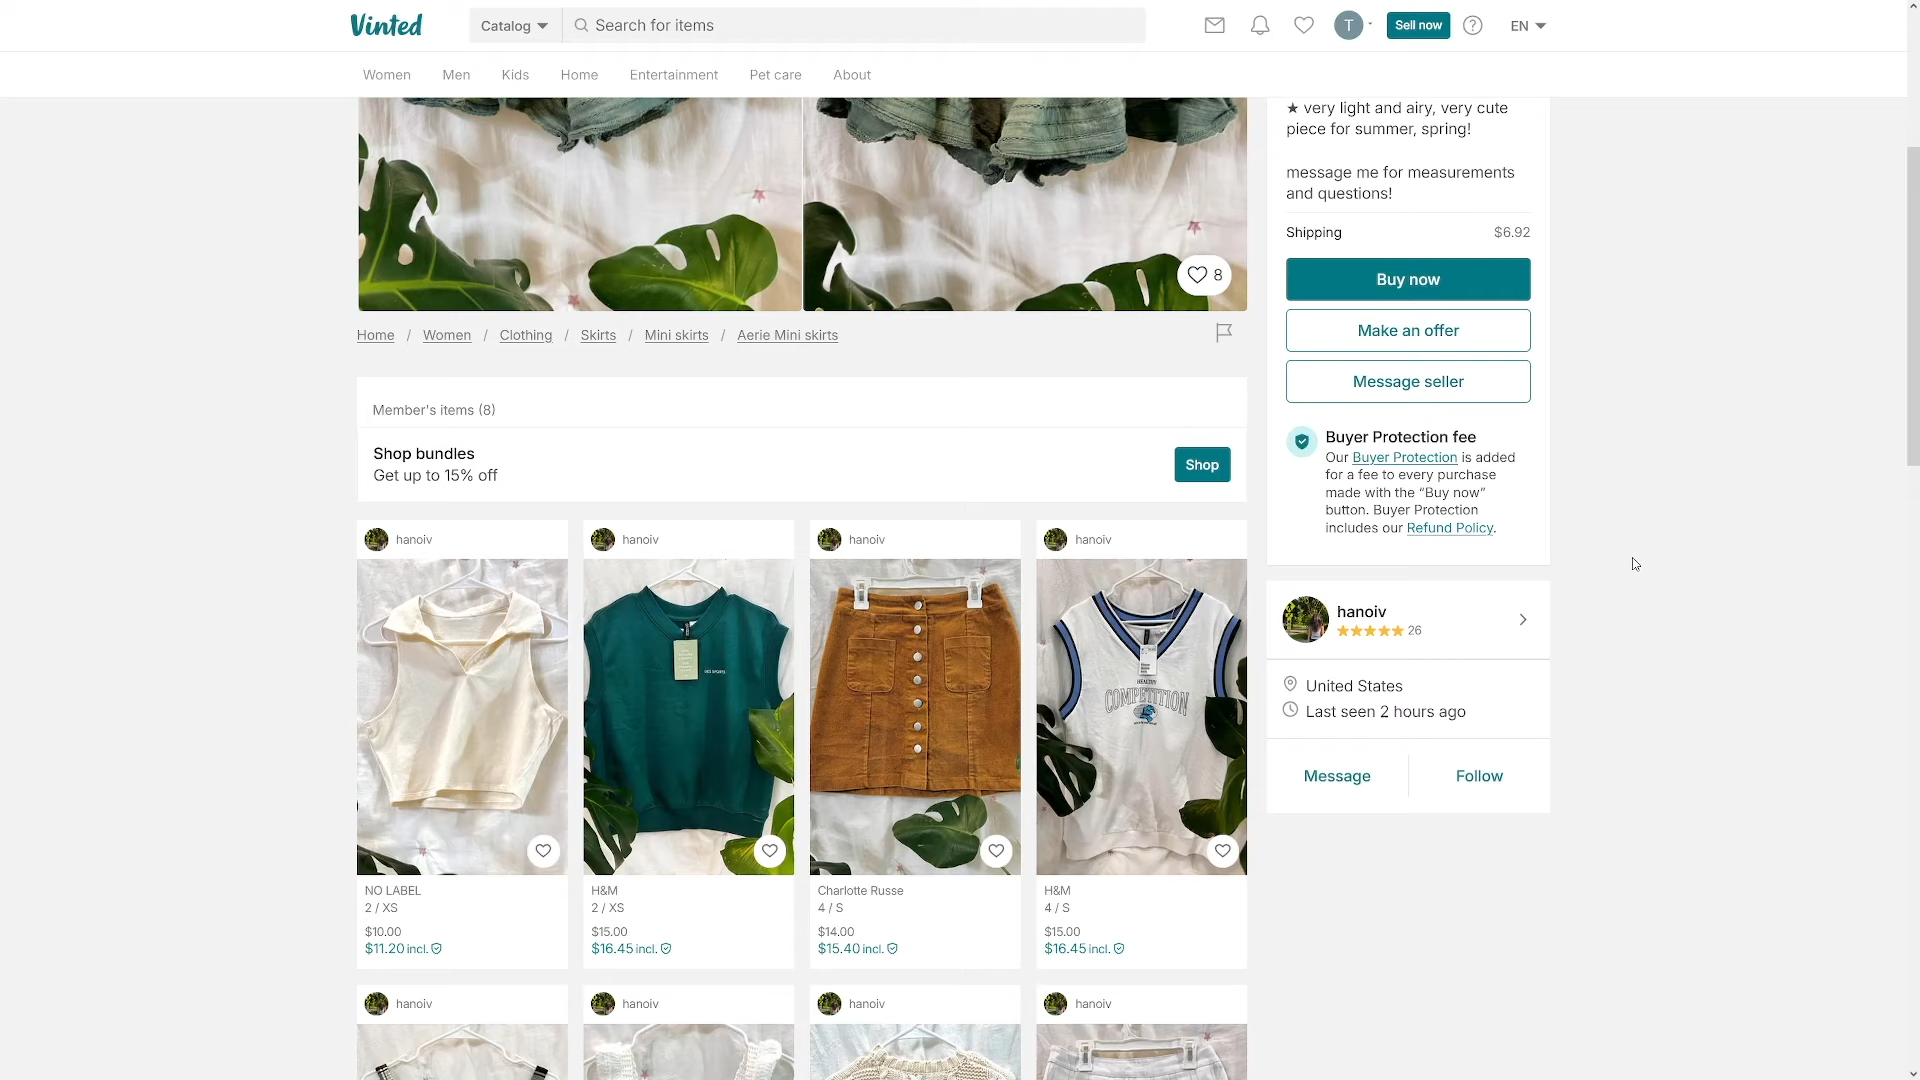 Vinted
Catalog
Search for items
T
Sell now
EN
Women
Men
Kids
Home
Entertainment
Pet care
About
★ very light and airy, very cute
piece for summer, spring!
message me for measurements
and questions!
Shipping
$6.92
Buy now
Make an offer
Message seller
Buyer Protection fee
Our Buyer Protection is added
for a fee to every purchase
made with the “Buy now”
button. Buyer Protection
includes our Refund Policy.
hanoiv
26
United States
Last seen 2 hours ago
Message
Follow
8
Home / Women / Clothing / Skirts / Mini skirts / Aerie Mini skirts
Member's items (8)
Shop bundles
Get up to 15% off
Shop
hanoiv
NO LABEL
2 / XS
$10.00
$11.20 incl.
hanoiv
H&M
2 / XS
$15.00
$16.45 incl.
hanoiv
Charlotte Russe
4 / S
$14.00
$15.40 incl.
hanoiv
HEALTHY
COMPETITION
H&M
4 / S
$15.00
$16.45 incl.
hanoiv
hanoiv
hanoiv
hanoiv